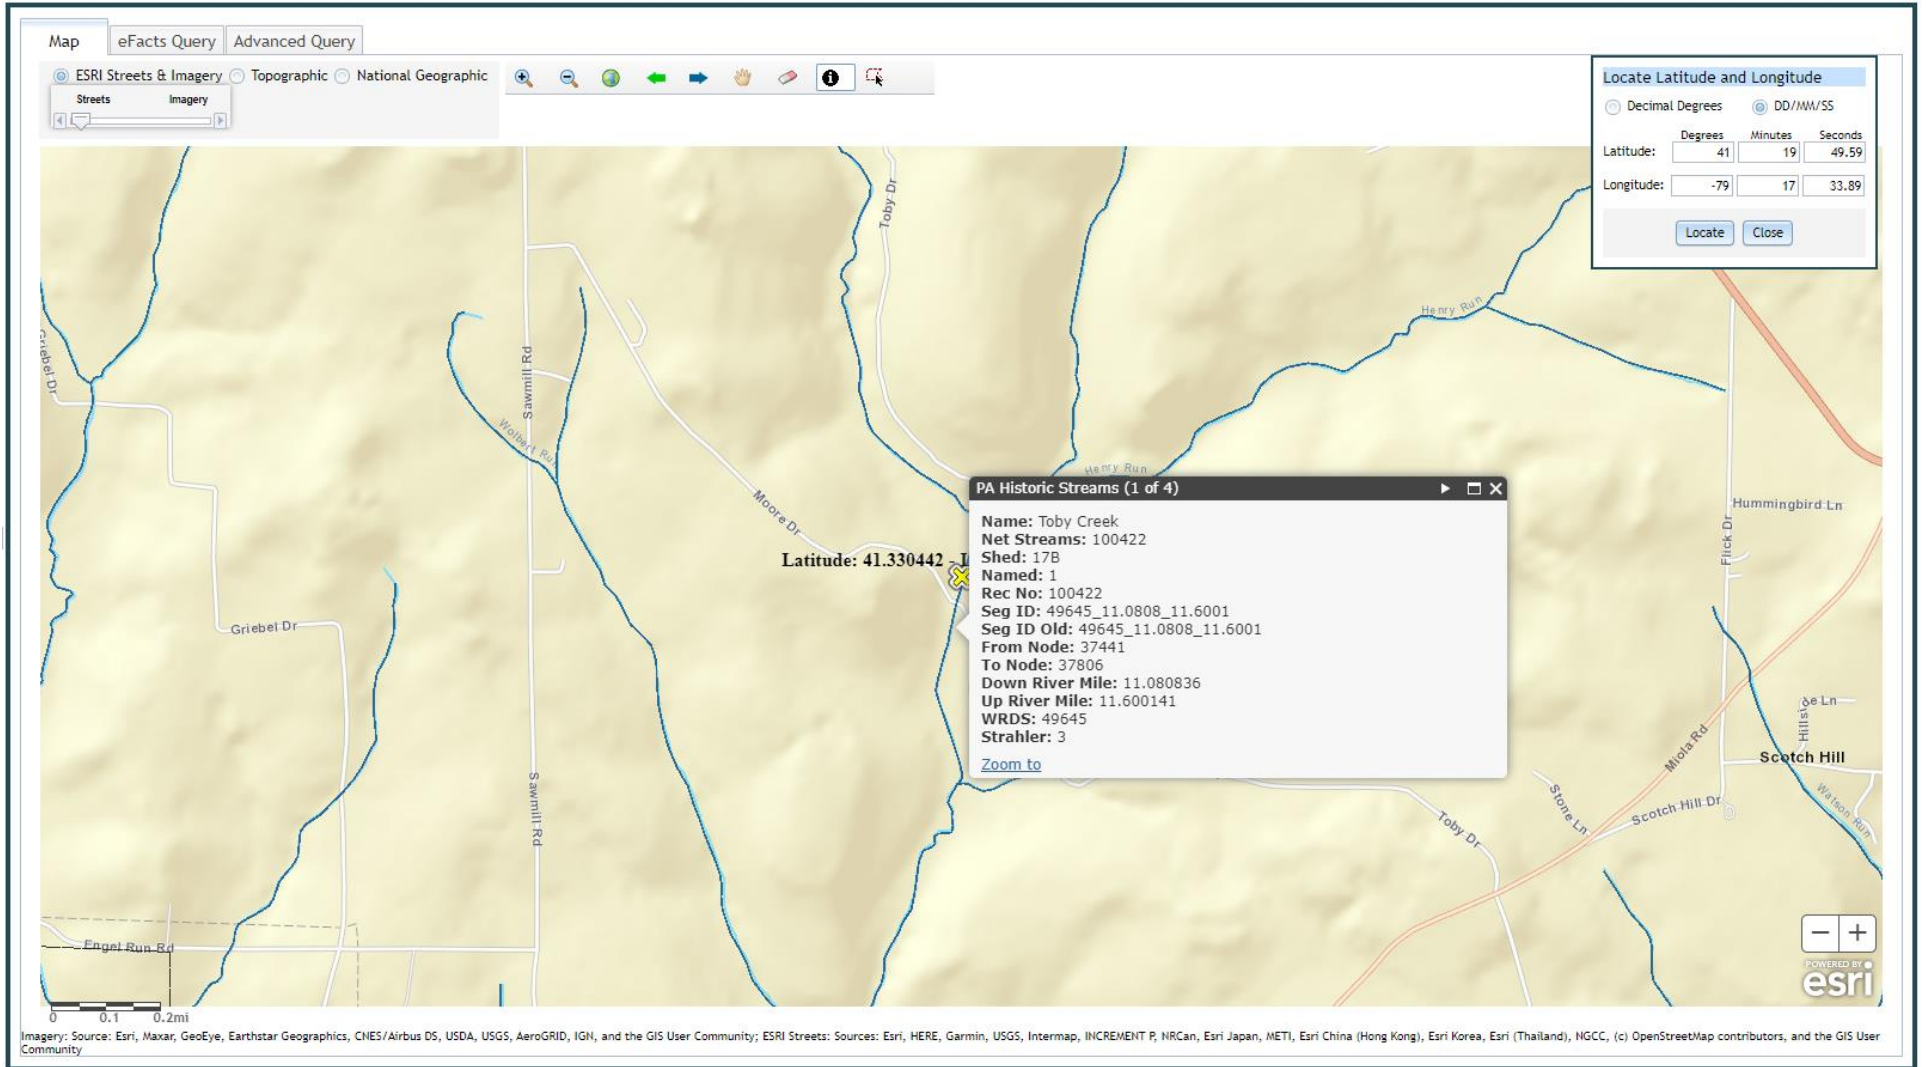 Map
eFacts Query
Advanced Query
ESRI Streets & Imagery
Topographic
National Geographic
Streets
Imagery
Locate Latitude and Longitude
Decimal Degrees
DD/MM/SS
Degrees Minutes Seconds
Latitude: 41 19 49.59
Longitude: -79 17 33.89
Locate
Close
Toby Dr
Henry Run
Griebel Dr
Sawmill Rd
Wolbert Run
Henry Run
Moore Dr
Latitude: 41.330442 -
PA Historic Streams (1 of 4)
Name: Toby Creek
Net Streams: 100422
Shed: 17B
Named: 1
Rec No: 100422
Seg ID: 49645_11.0808_11.6001
Seg ID Old: 49645_11.0808_11.6001
From Node: 37441
To Node: 37806
Down River Mile: 11.080836
Up River Mile: 11.600141
WRDS: 49645
Strahler: 3
Zoom to
Hummingbird Ln
Flick Dr
Griebel Dr
Hillside Ln
Miola Rd
Scotch Hill
Sawmill Rd
Stone Ln
Scotch Hill Dr
Watson Run
Toby Dr
Engel Run Rd
0 0.1 0.2mi
POWERED BY
esri
Imagery: Source: Esri, Maxar, GeoEye, Earthstar Geographics, CNES/Airbus DS, USDA, USGS, AeroGRID, IGN, and the GIS User Community; ESRI Streets: Sources: Esri, HERE, Garmin, USGS, Intermap, INCREMENT P, NRCan, Esri Japan, METI, Esri China (Hong Kong), Esri Korea, Esri (Thailand), NGCC, (c) OpenStreetMap contributors, and the GIS User
Community